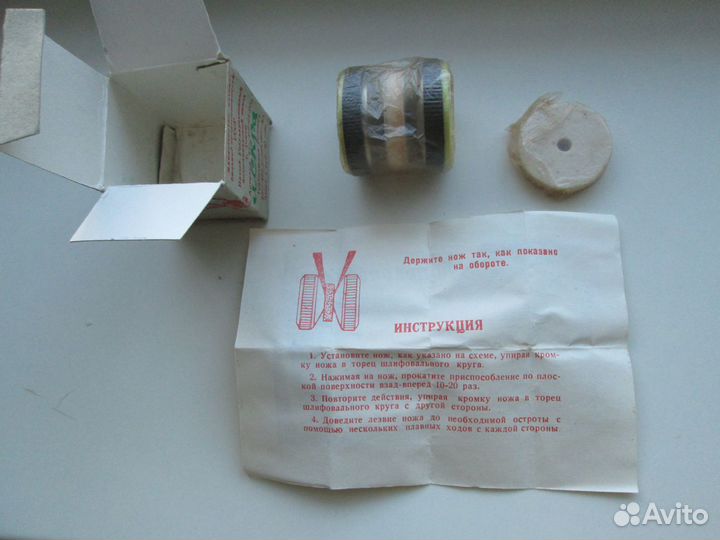 Держите нож так, как показано
на обороте.
ИНСТРУКЦИЯ
1. Установите нож, как указано на схеме, упирая кром-
ку ножа в торец шлифовального круга.
2. Нажимая на нож, прокатите приспособление по плос-
кой поверхности взад-вперед 10-20 раз.
3. Повторите действия, упирая кромку ножа в торец
шлифовального круга с другой стороны.
4. Доведите лезвие ножа до необходимой остроты с
помощью нескольких плавных ходов с каждой стороны
Avito